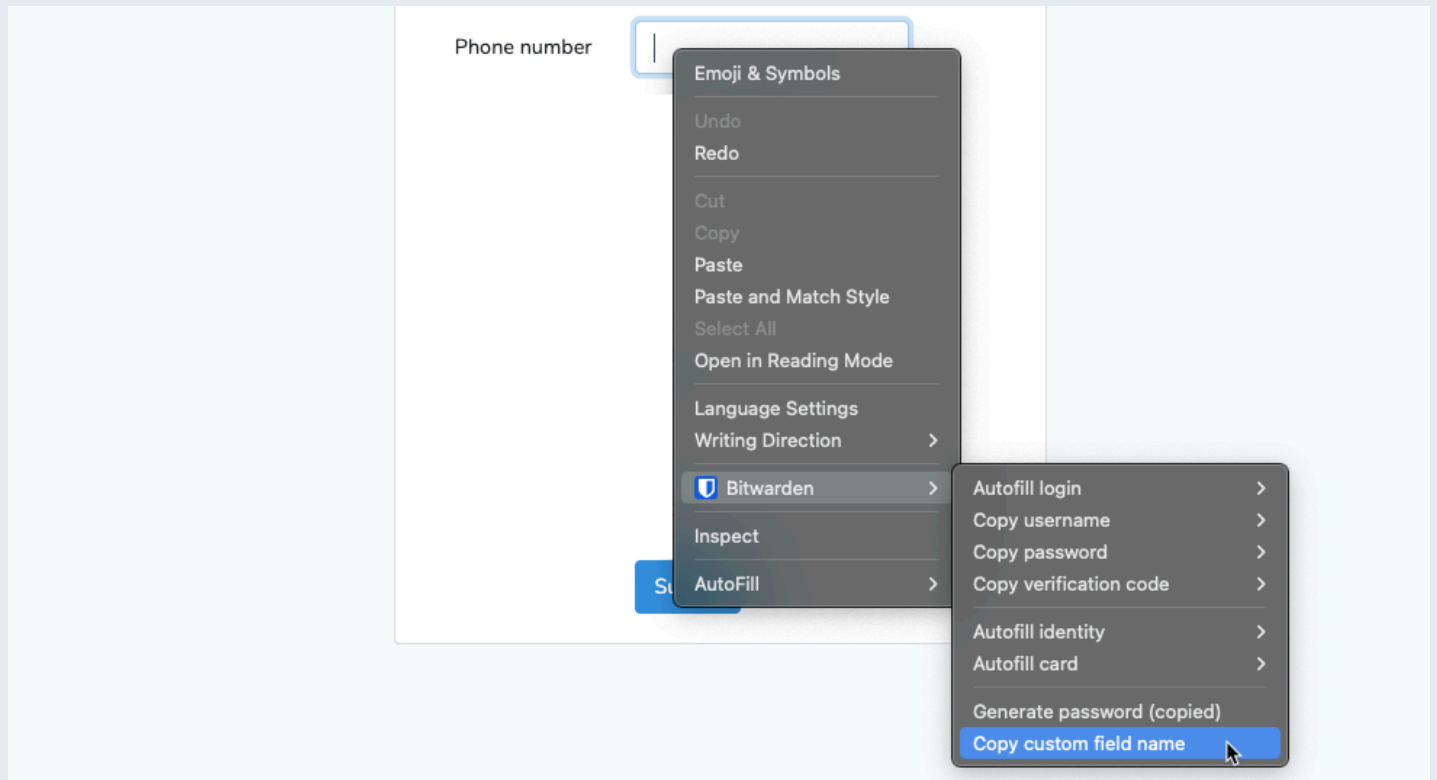 Phone number
Emoji & Symbols
Undo
Redo
Cut
Copy
Paste
Paste and Match Style
Select All
Open in Reading Mode
Language Settings
Writing Direction
Bitwarden
Inspect
AutoFill
Autofill login
Copy username
Copy password
Copy verification code
Autofill identity
Autofill card
Generate password (copied)
Copy custom field name